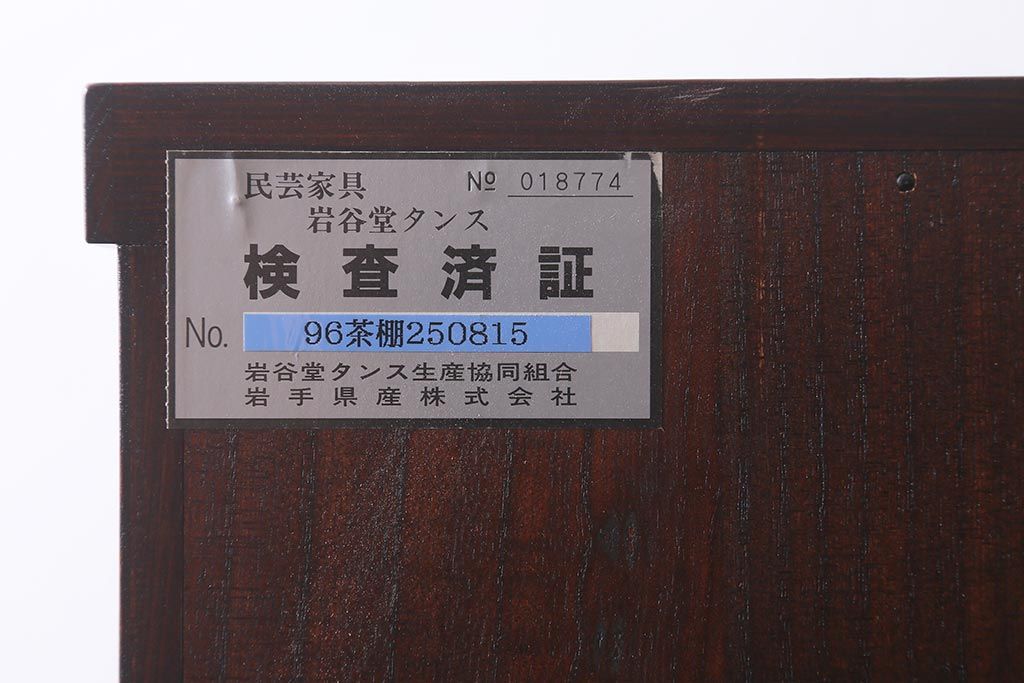 民芸家具 № 018774
岩谷堂タンス
検査済証
No. 96茶棚250815
岩谷堂タンス生産協同組合
岩手県産株式会社